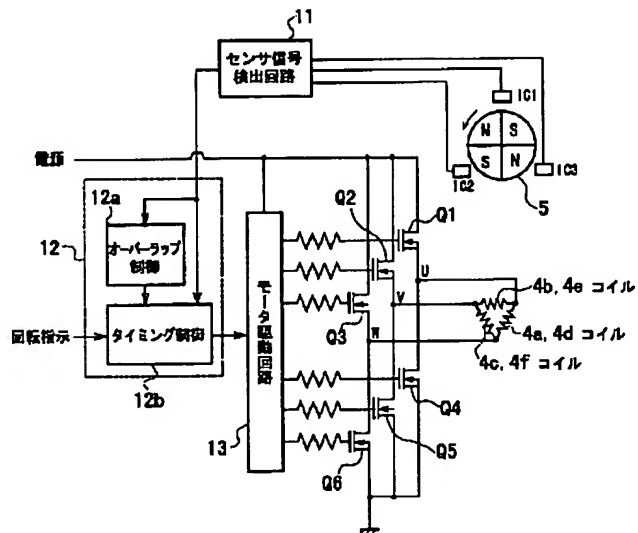 11
センサ信号
検出回路
IC1
N S
S N
IC2
IC3
5
電源
12a
12
オーバーラップ
制御
回転指示
タイミング制御
12b
モータ駆動回路
13
Q1
Q2
Q3
U
V
W
4b, 4e コイル
4a, 4d コイル
4c, 4f コイル
Q4
Q5
Q6